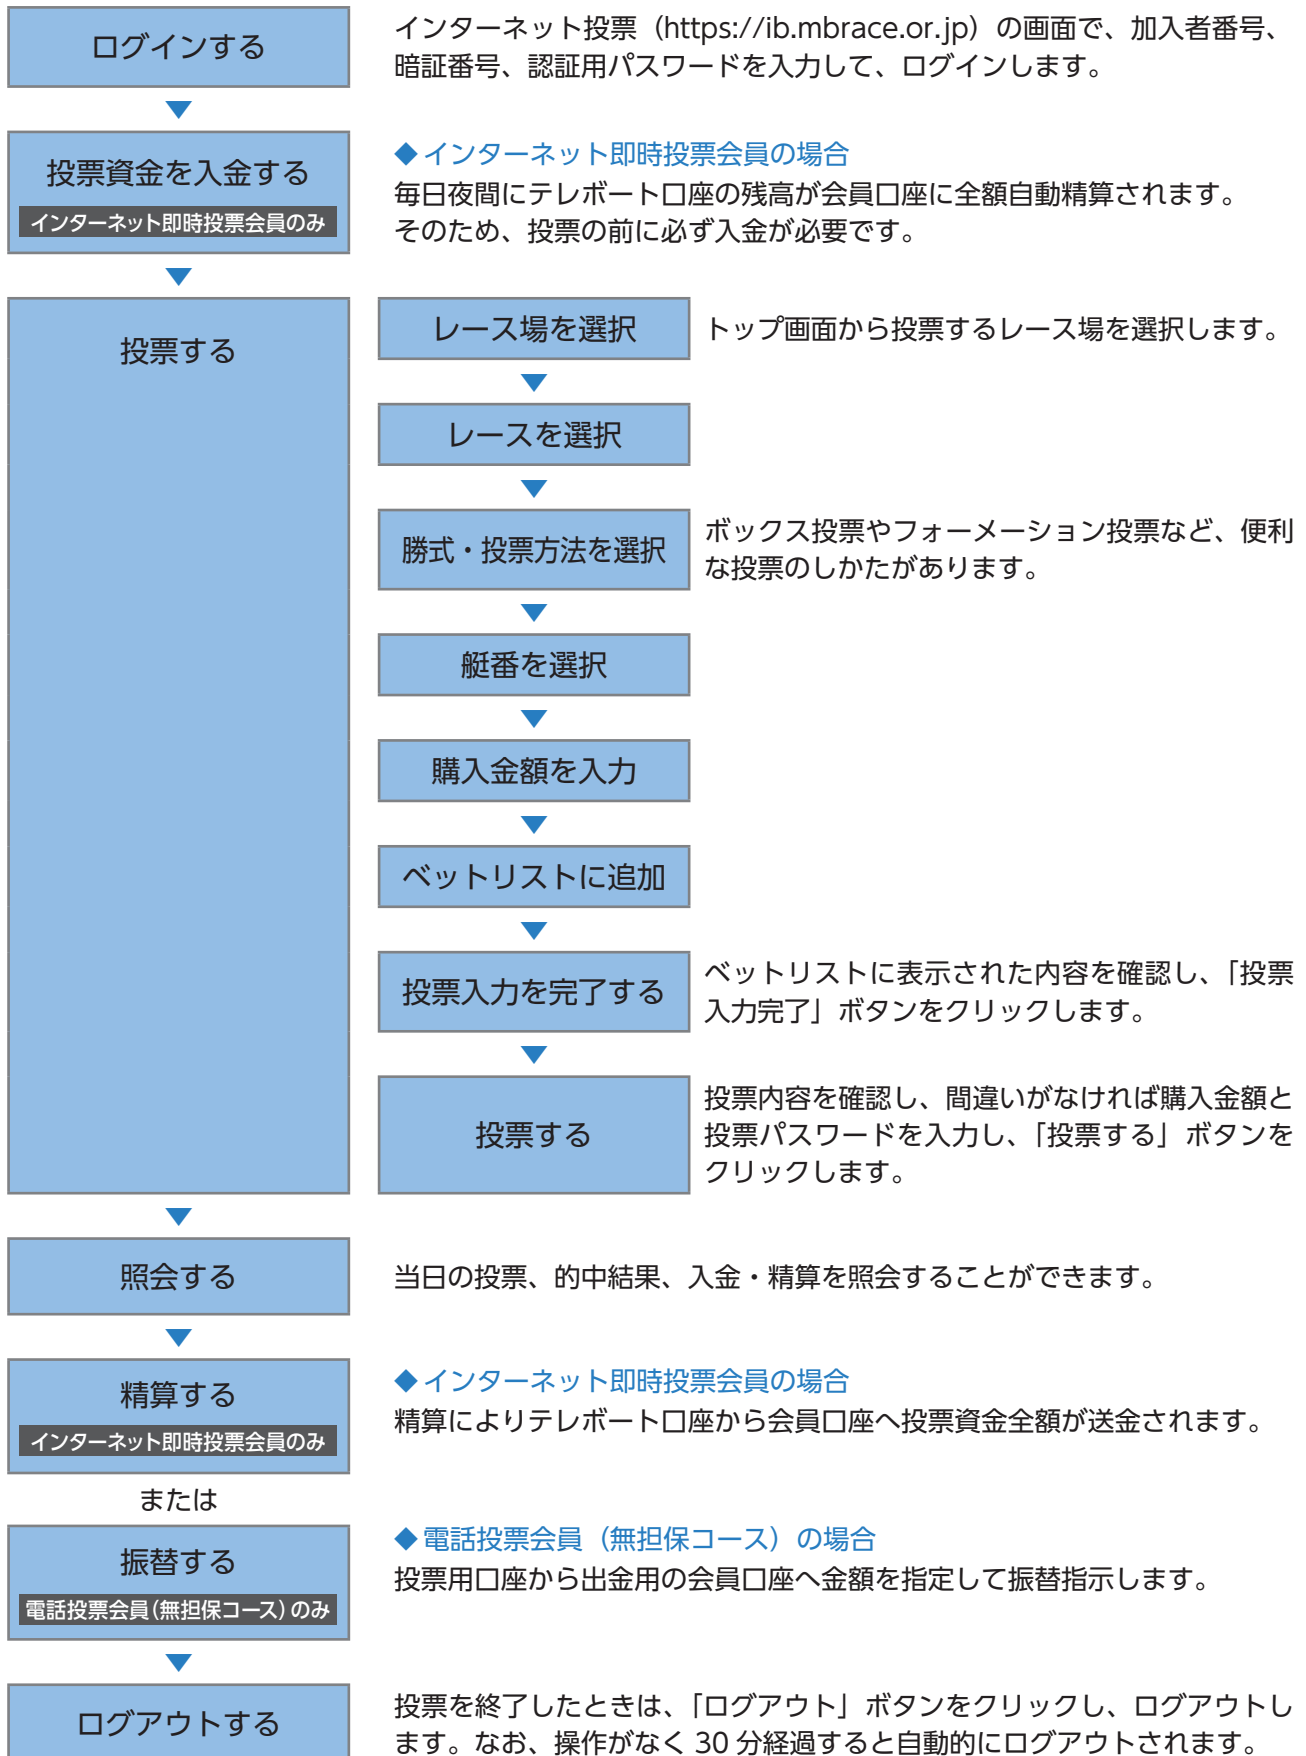 ログインする
インターネット投票（https://ib.mbrace.or.jp）の画面で、加入者番号、
暗証番号、認証用パスワードを入力して、ログインします。
投票資金を入金する
インターネット即時投票会員のみ
◆インターネット即時投票会員の場合
毎日夜間にテレボート口座の残高が会員口座に全額自動精算されます。
そのため、投票の前に必ず入金が必要です。
投票する
レース場を選択
トップ画面から投票するレース場を選択します。
レースを選択
勝式・投票方法を選択
ボックス投票やフォーメーション投票など、便利
な投票のしかたがあります。
艇番を選択
購入金額を入力
ベットリストに追加
投票入力を完了する
ベットリストに表示された内容を確認し、「投票
入力完了」ボタンをクリックします。
投票する
投票内容を確認し、間違いがなければ購入金額と
投票パスワードを入力し、「投票する」ボタンを
クリックします。
照会する
当日の投票、的中結果、入金・精算を照会することができます。
精算する
インターネット即時投票会員のみ
◆インターネット即時投票会員の場合
精算によりテレボート口座から会員口座へ投票資金全額が送金されます。
または
振替する
電話投票会員（無担保コース）のみ
◆電話投票会員（無担保コース）の場合
投票用口座から出金用の会員口座へ金額を指定して振替指示します。
ログアウトする
投票を終了したときは、「ログアウト」ボタンをクリックし、ログアウトし
ます。なお、操作がなく 30 分経過すると自動的にログアウトされます。